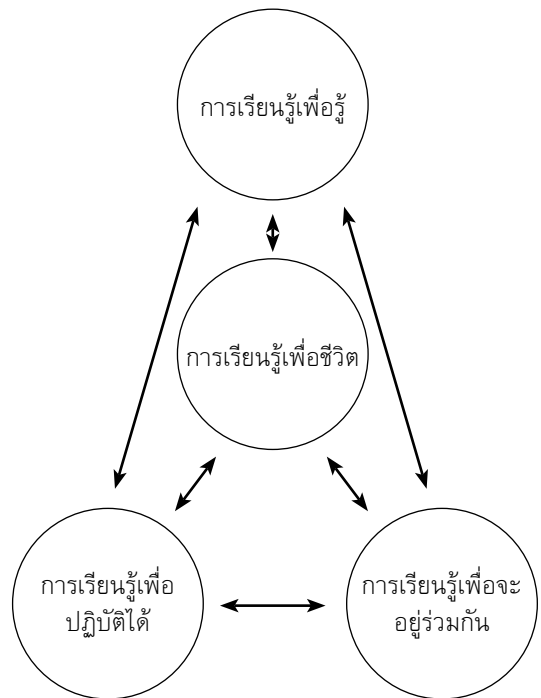 การเรียนรู้เพื่อรู้
การเรียนรู้เพื่อชีวิต
การเรียนรู้เพื่อ
ปฏิบัติได้
การเรียนรู้เพื่อจะ
อยู่ร่วมกัน